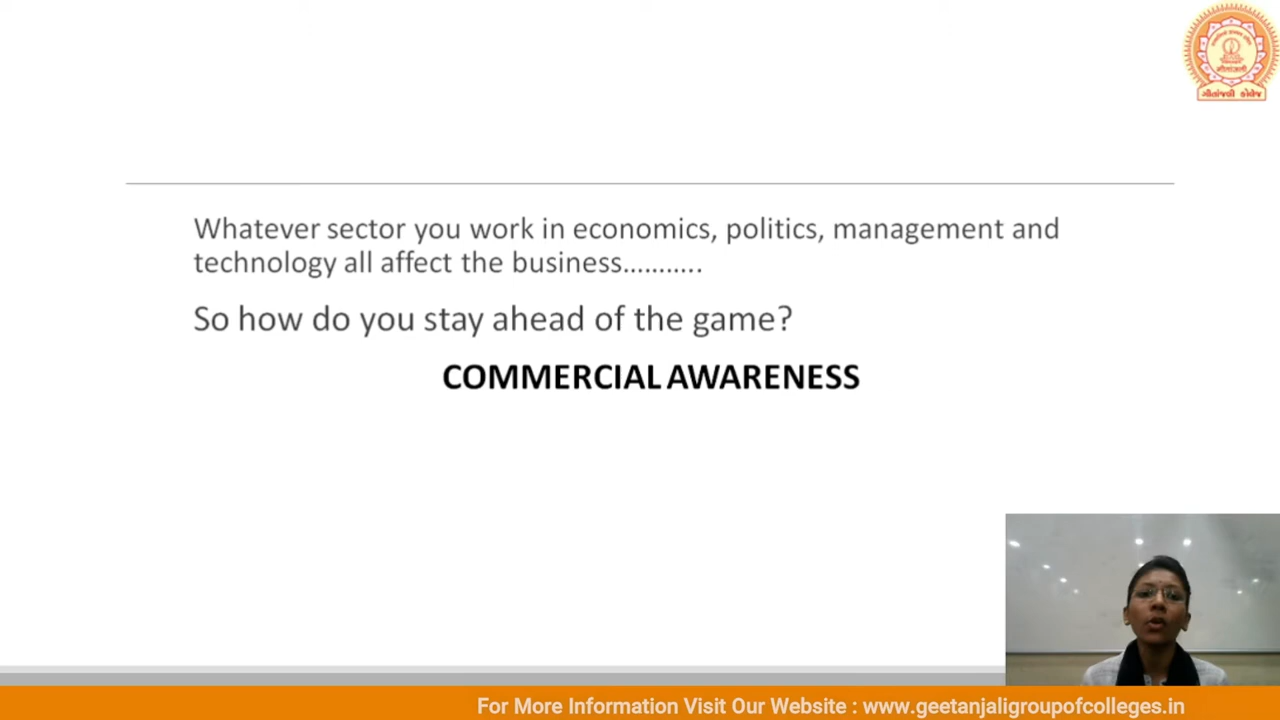 Whatever sector you work in economics, politics, management and
technology all affect the business...........
So how do you stay ahead of the game?
COMMERCIAL AWARENESS
ગીતાંજલી કોલેજ
For More Information Visit Our Website : www.geetanjaligroupofcolleges.in